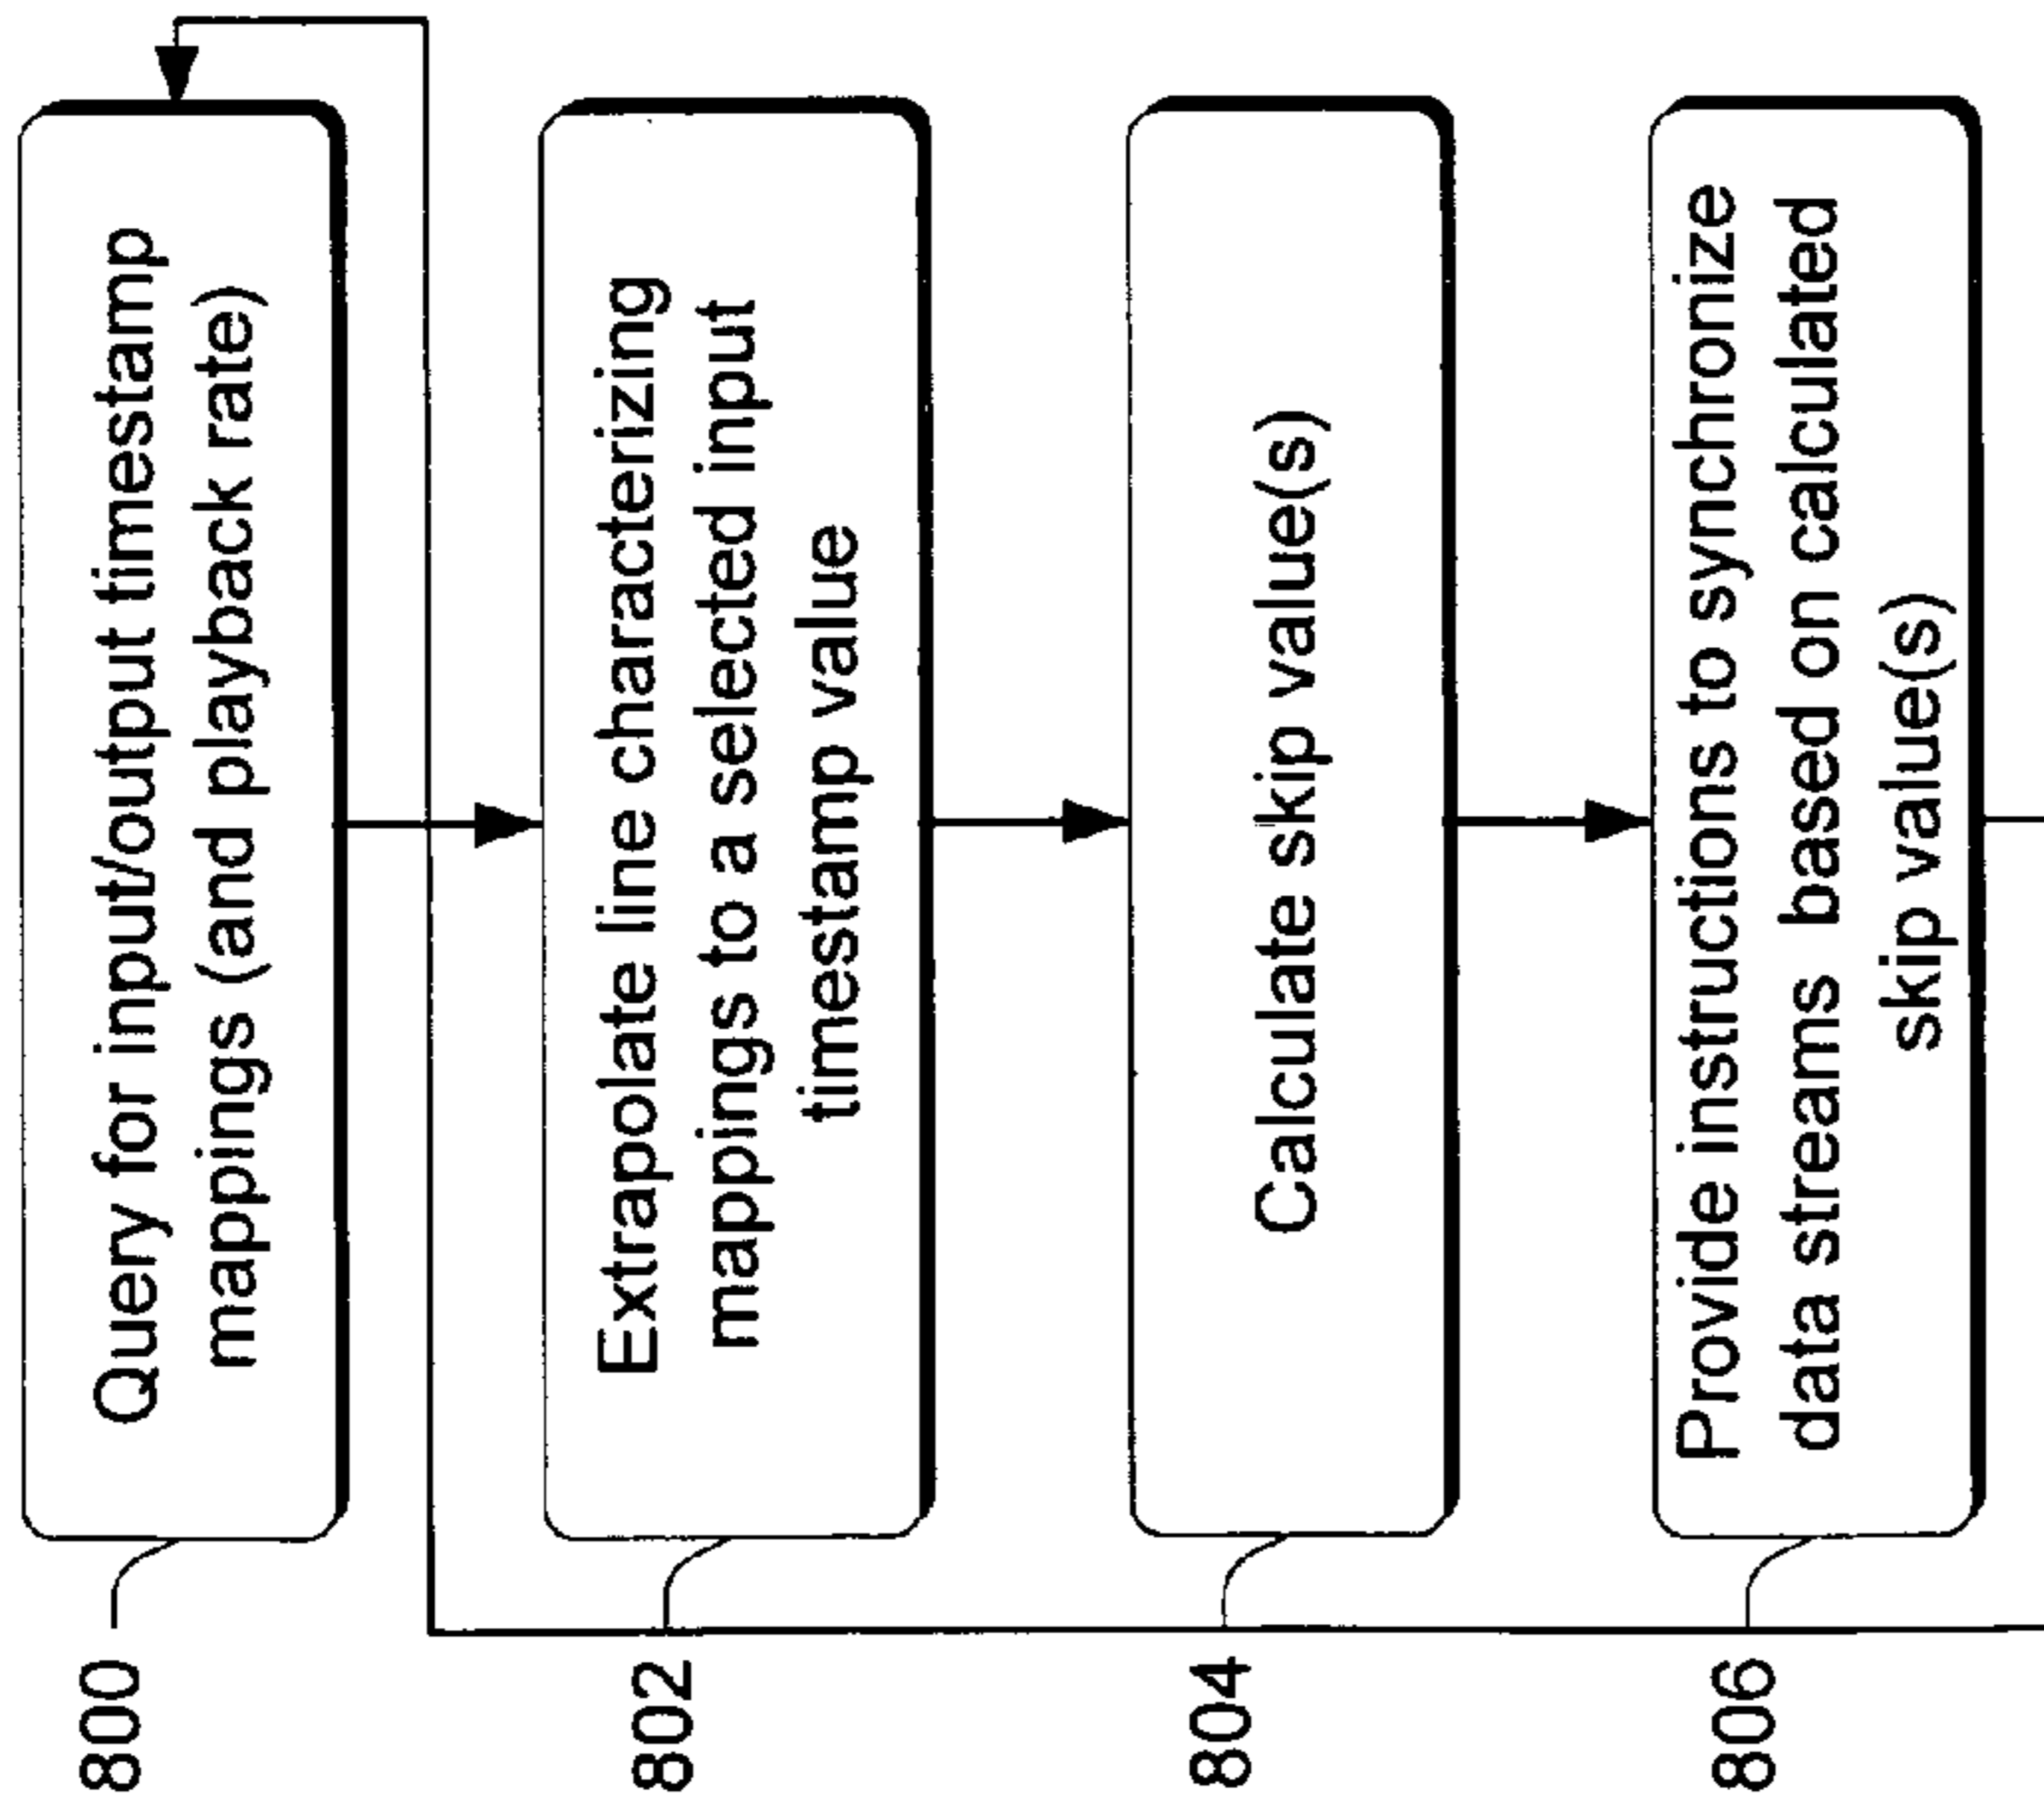 800
Query for input/output timestamp
mappings (and playback rate)
802
Extrapolate line characterizing
mappings to a selected input
timestamp value
804
Calculate skip value(s)
806
Provide instructions to synchronize
data streams based on calculated
skip value(s)